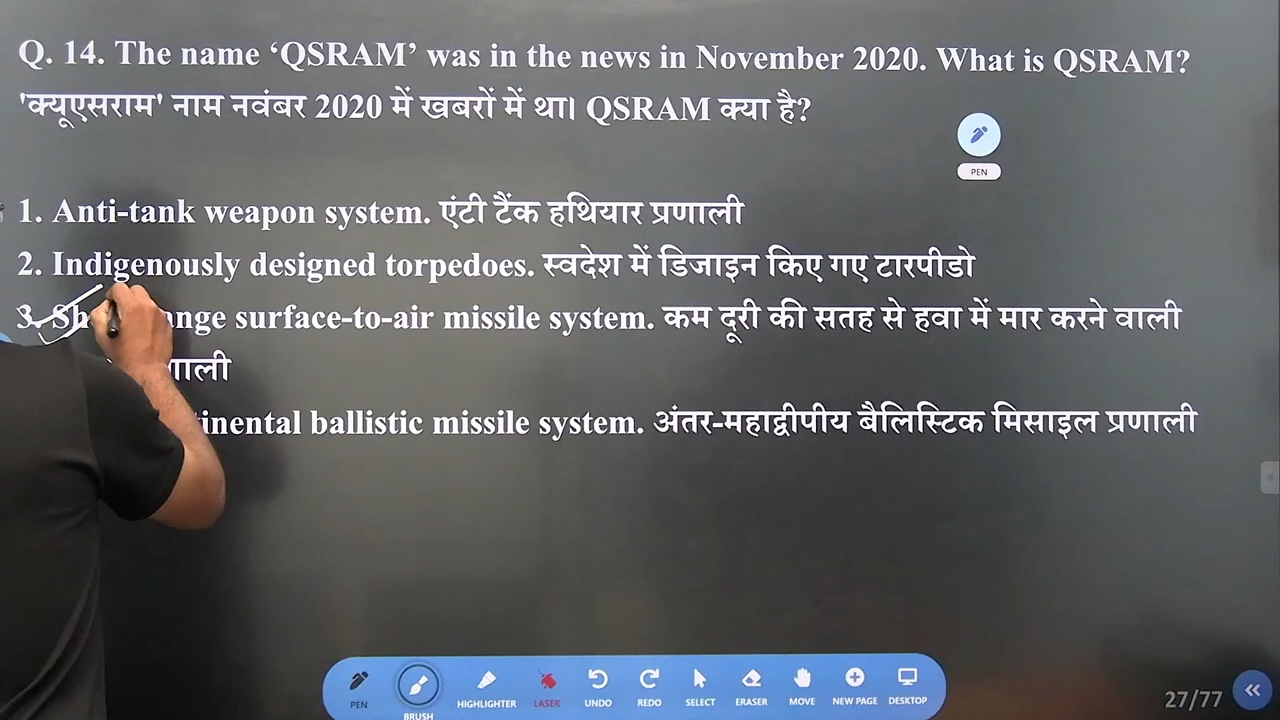 Q. 14. The name ‘QSRAM’ was in the news in November 2020. What is QSRAM?
'क्यूएसराम' नाम नवंबर 2020 में खबरों में था। QSRAM क्या है?
PEN
1. Anti-tank weapon system. एंटी टैंक हथियार प्रणाली
2. Indigenously designed torpedoes. स्वदेश में डिजाइन किए गए टारपीडो
3. surface-to-air missile system. कम दूरी की सतह से हवा में मार करने वाली
ballistic missile system. अंतर-महाद्वीपीय बैलिस्टिक मिसाइल प्रणाली
PEN BRUSH HIGHLIGHTER LASER UNDO REDO SELECT ERASER MOVE NEW PAGE DESKTOP
27/77